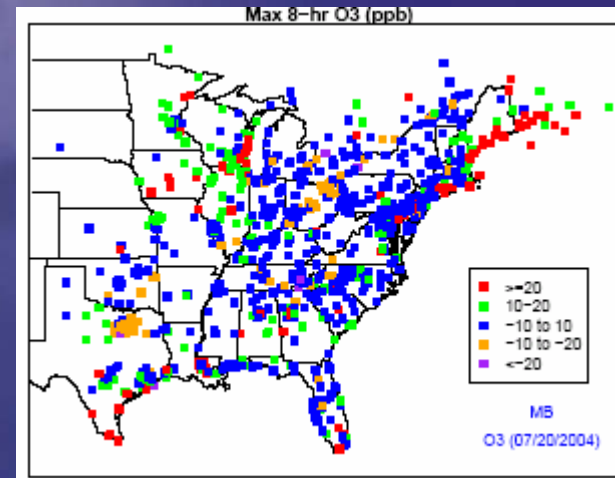 Max 8-hr O3 (ppb)
>=20
10-20
-10 to 10
-10 to -20
<-20
MB
O3 (07/20/2004)